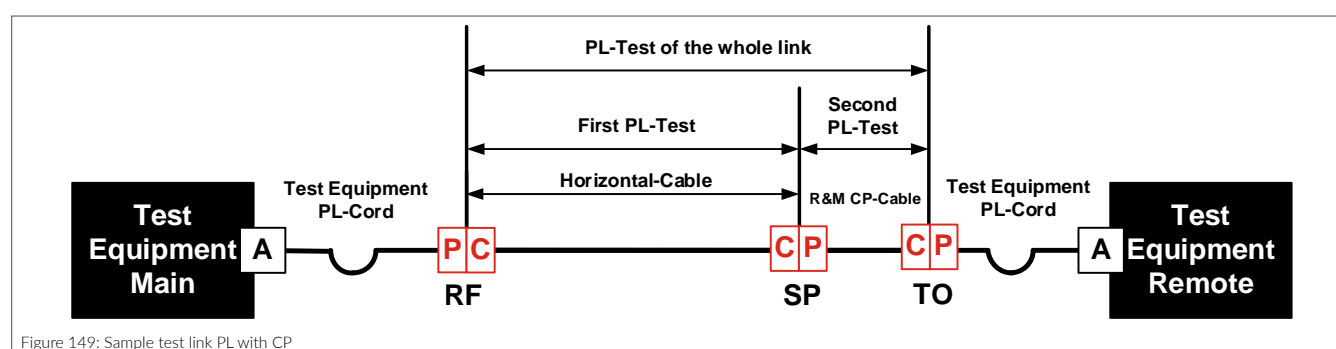 PL-Test of the whole link
First PL-Test
Second
PL-Test
Horizontal-Cable
R&M CP-Cable
Test Equipment
PL-Cord
Test Equipment
PL-Cord
Test
Equipment
Main
A
P C
C P
C P
A
Test
Equipment
Remote
RF
SP
TO
Figure 149: Sample test link PL with CP